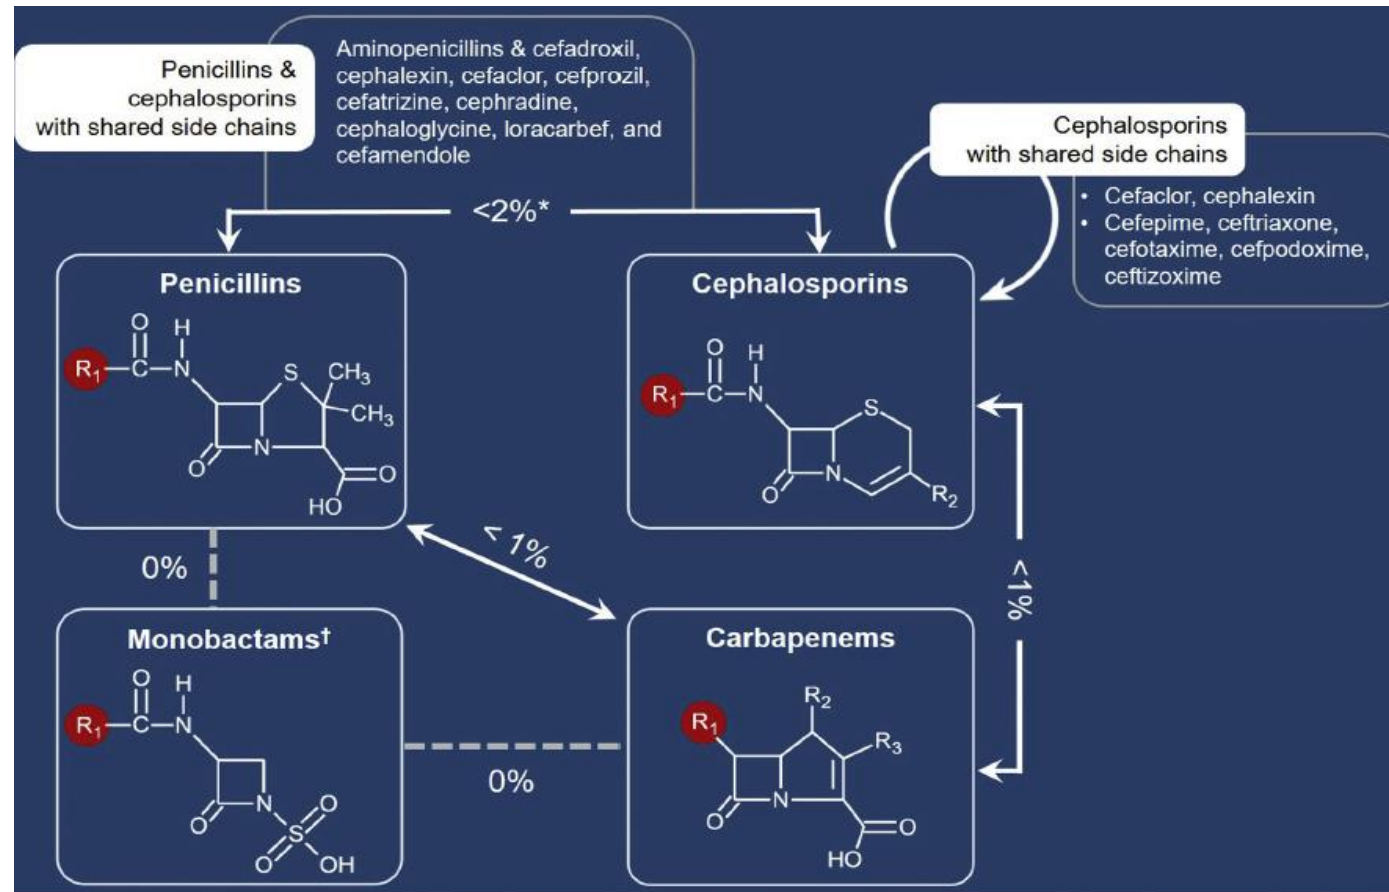 Penicillins &
cephalosporins
with shared side chains
Aminopenicillins & cefadroxil,
cephalexin, cefaclor, cefprozil,
cefatrizine, cephradine,
cephaloglycine, loracarbef, and
cefamendole
Cephalosporins
with shared side chains
• Cefaclor, cephalexin
• Cefepime, ceftriaxone,
cefotaxime, cefpodoxime,
ceftizoxime
<2%*
Penicillins
O
H
R₁ C N
S
CH₃
CH₃
N
O
O
HO
Cephalosporins
O
H
R₁ C N
S
N
O
R₂
0%
< 1%
<1%
Monobactams†
O
H
R₁ C N
N
O
O
S
O
OH
0%
Carbapenems
R₂
R₁
R₃
N
O
O
HO